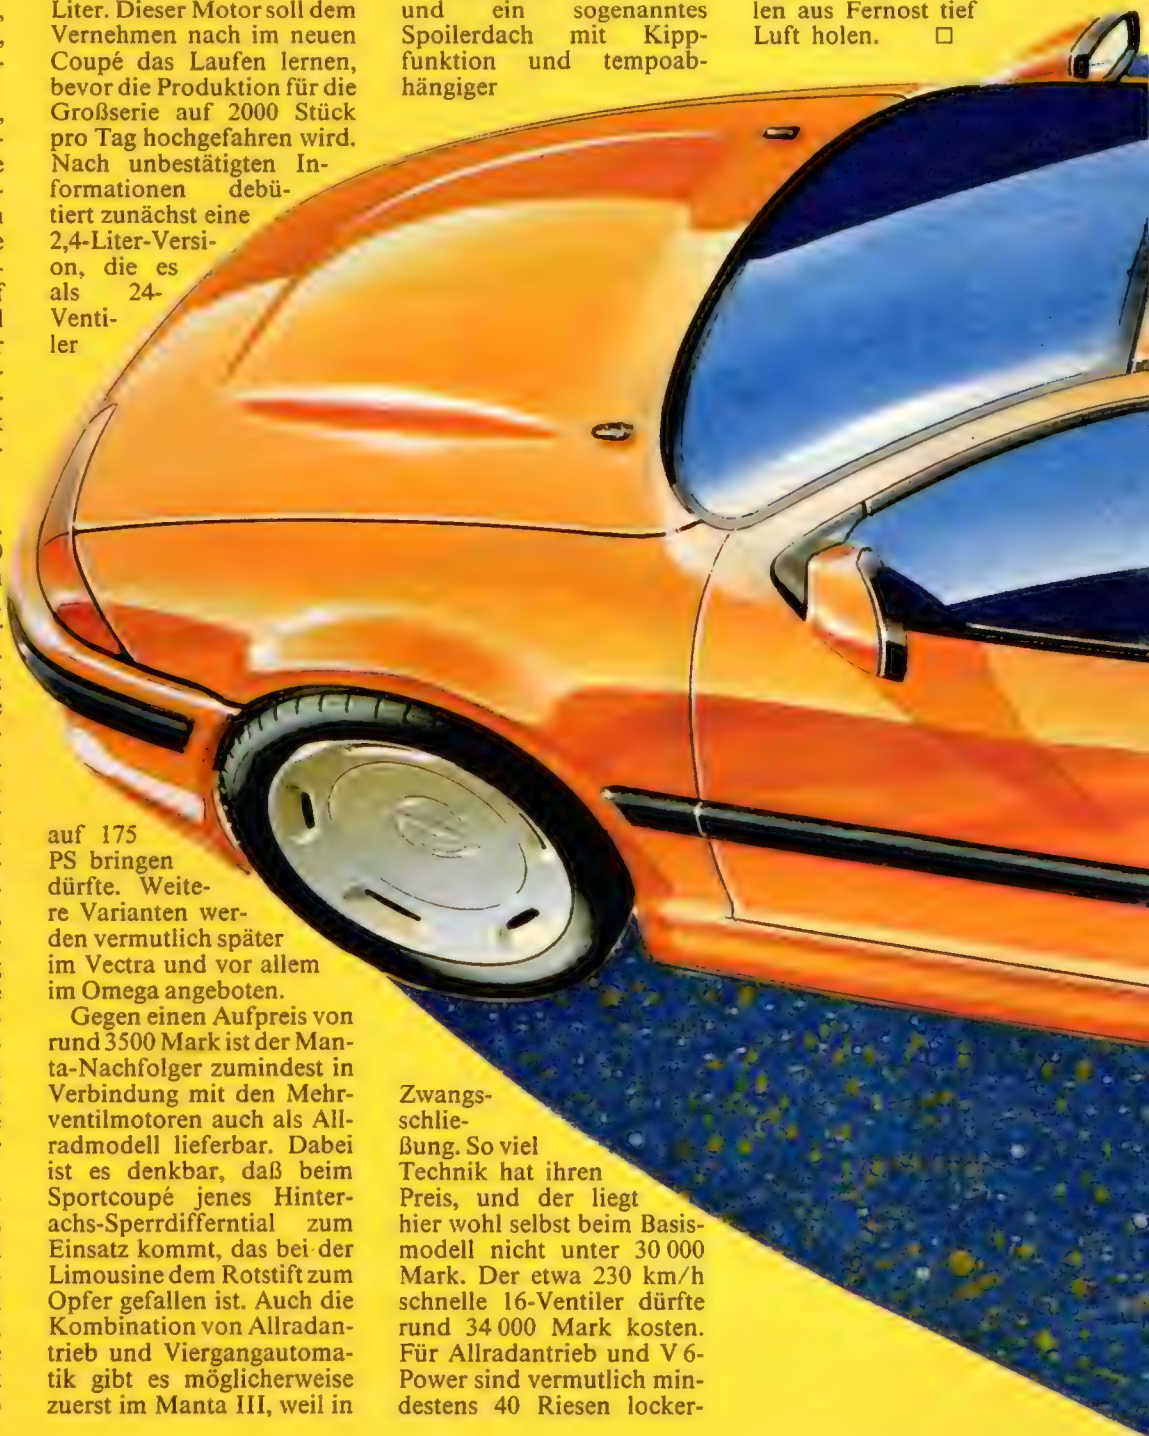 Liter. Dieser Motor soll dem
Vernehmen nach im neuen
Coupé das Laufen lernen,
bevor die Produktion für die
Großserie auf 2000 Stück
pro Tag hochgefahren wird.
Nach unbestätigten In-
formationen debü-
tiert zunächst eine
2,4-Liter-Versi-
on, die es
als 24-
Venti-
ler
auf 175
PS bringen
dürfte. Weite-
re Varianten wer-
den vermutlich später
im Vectra und vor allem
im Omega angeboten.
Gegen einen Aufpreis von
rund 3500 Mark ist der Man-
ta-Nachfolger zumindest in
Verbindung mit den Mehr-
ventilmotoren auch als All-
radmodell lieferbar. Dabei
ist es denkbar, daß beim
Sportcoupé jenes Hinter-
achs-Sperrdifferntial zum
Einsatz kommt, das bei der
Limousine dem Rotstift zum
Opfer gefallen ist. Auch die
Kombination von Allradan-
trieb und Viergangautoma-
tik gibt es möglicherweise
zuerst im Manta III, weil in
und ein sogenanntes
Spoilerdach mit Kipp-
funktion und tempoab-
hängiger
Zwangs-
schlie-
ßung. So viel
Technik hat ihren
Preis, und der liegt
hier wohl selbst beim Basis-
modell nicht unter 30 000
Mark. Der etwa 230 km/h
schnelle 16-Ventiler dürfte
rund 34 000 Mark kosten.
Für Allradantrieb und V 6-
Power sind vermutlich min-
destens 40 Riesen locker-
len aus Fernost tief
Luft holen. □